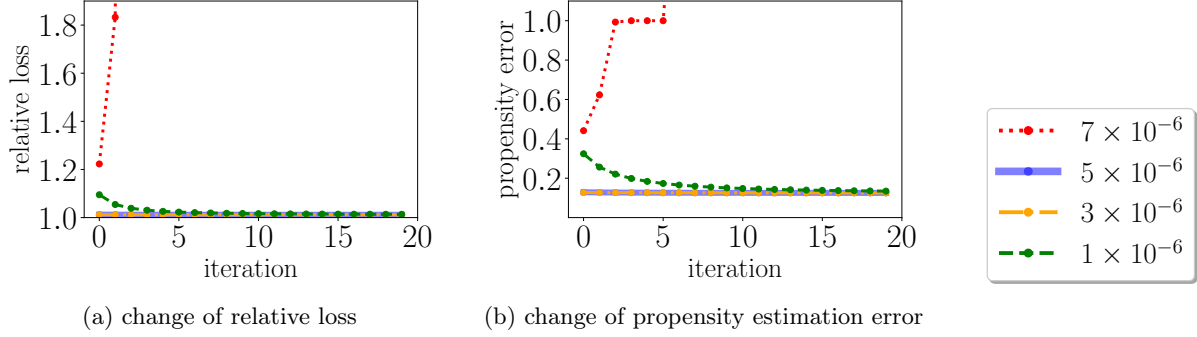 relative loss
1.8
1.6
1.4
1.2
1.0
0 5 10 15 20
iteration
(a) change of relative loss
propensity error
1.0
0.8
0.6
0.4
0.2
0 5 10 15 20
iteration
(b) change of propensity estimation error
7 × 10⁻⁶
5 × 10⁻⁶
3 × 10⁻⁶
1 × 10⁻⁶